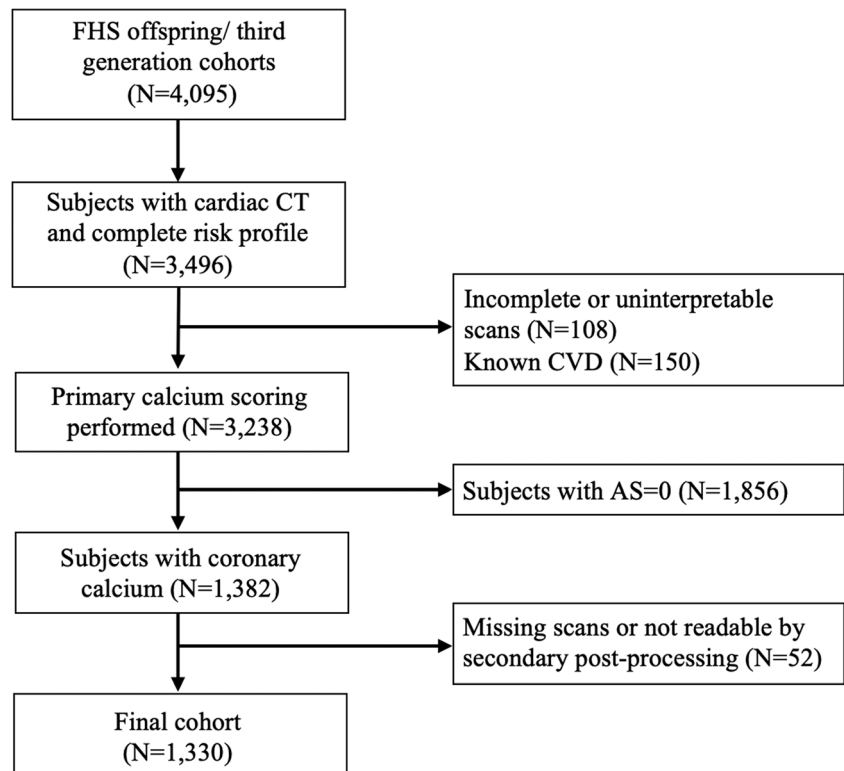 FHS offspring/ third
generation cohorts
(N=4,095)
Subjects with cardiac CT
and complete risk profile
(N=3,496)
Incomplete or uninterpretable
scans (N=108)
Known CVD (N=150)
Primary calcium scoring
performed (N=3,238)
Subjects with AS=0 (N=1,856)
Subjects with coronary
calcium (N=1,382)
Missing scans or not readable by
secondary post-processing (N=52)
Final cohort
(N=1,330)